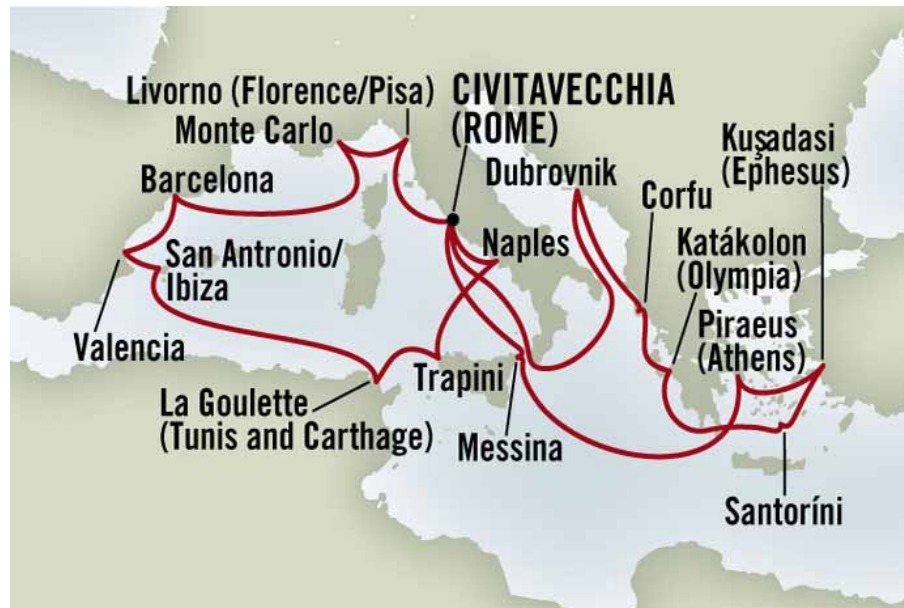 Livorno (Florence/Pisa)
Monte Carlo
CIVITAVECCHIA
(ROME)
Barcelona
Dubrovnik
Kuşadasi
(Ephesus)
Corfu
San Antronio/
Ibiza
Naples
Katákolon
(Olympia)
Valencia
Piraeus
(Athens)
La Goulette
(Tunis and Carthage)
Trapini
Messina
Santoríni